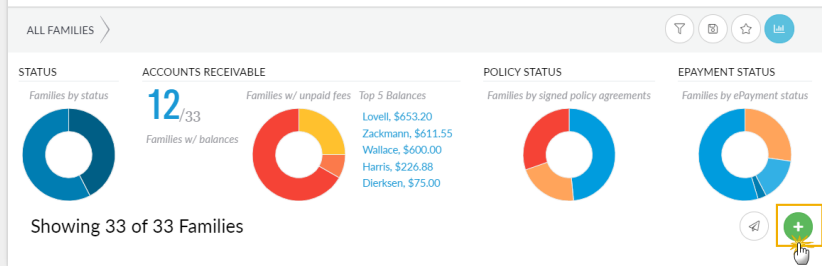 ALL FAMILIES
STATUS
Families by status
ACCOUNTS RECEIVABLE
12/33
Families w/ balances
Families w/ unpaid fees
Top 5 Balances
Lovell, $653.20
Zackmann, $611.55
Wallace, $600.00
Harris, $226.88
Dierksen, $75.00
POLICY STATUS
Families by signed policy agreements
EPAYMENT STATUS
Families by ePayment status
Showing 33 of 33 Families